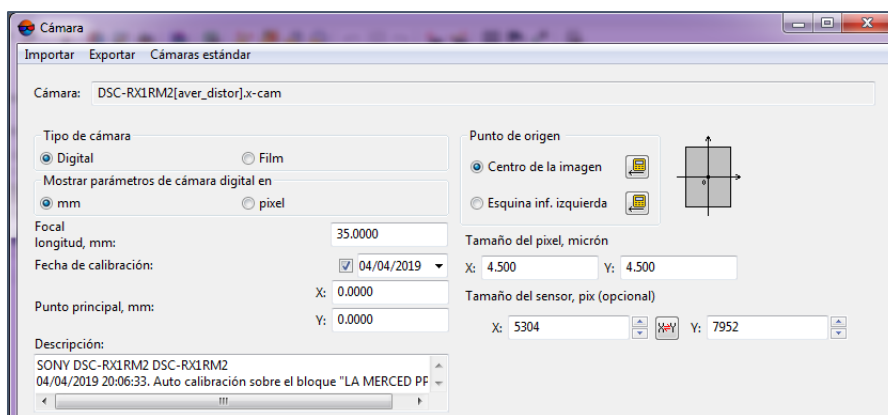 Cámara
Importar Exportar Cámaras estándar
Cámara: DSC-RX1RM2[aver_distor].x-cam
Tipo de cámara
Digital Film
Mostrar parámetros de cámara digital en
mm pixel
Focal
longitud, mm: 35.0000
Fecha de calibración: 04/04/2019
Punto principal, mm:
X: 0.0000
Y: 0.0000
Descripción:
SONY DSC-RX1RM2 DSC-RX1RM2
04/04/2019 20:06:33. Auto calibración sobre el bloque "LA MERCED PF
Punto de origen
Centro de la imagen
Esquina inf. izquierda
Tamaño del pixel, micrón
X: 4.500 Y: 4.500
Tamaño del sensor, pix (opcional)
X: 5304 X⇄Y Y: 7952